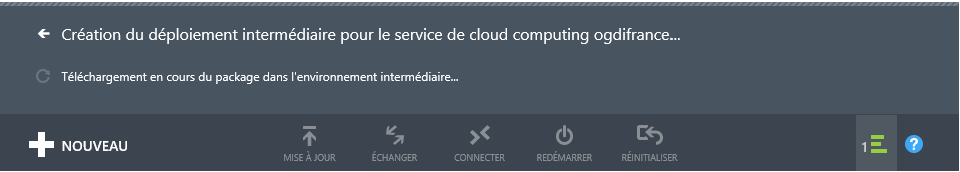 Création du déploiement intermédiaire pour le service de cloud computing ogdifrance...
Téléchargement en cours du package dans l'environnement intermédiaire...
NOUVEAU
MISE À JOUR
ÉCHANGER
CONNECTER
REDÉMARRER
RÉINITIALISER
1
?